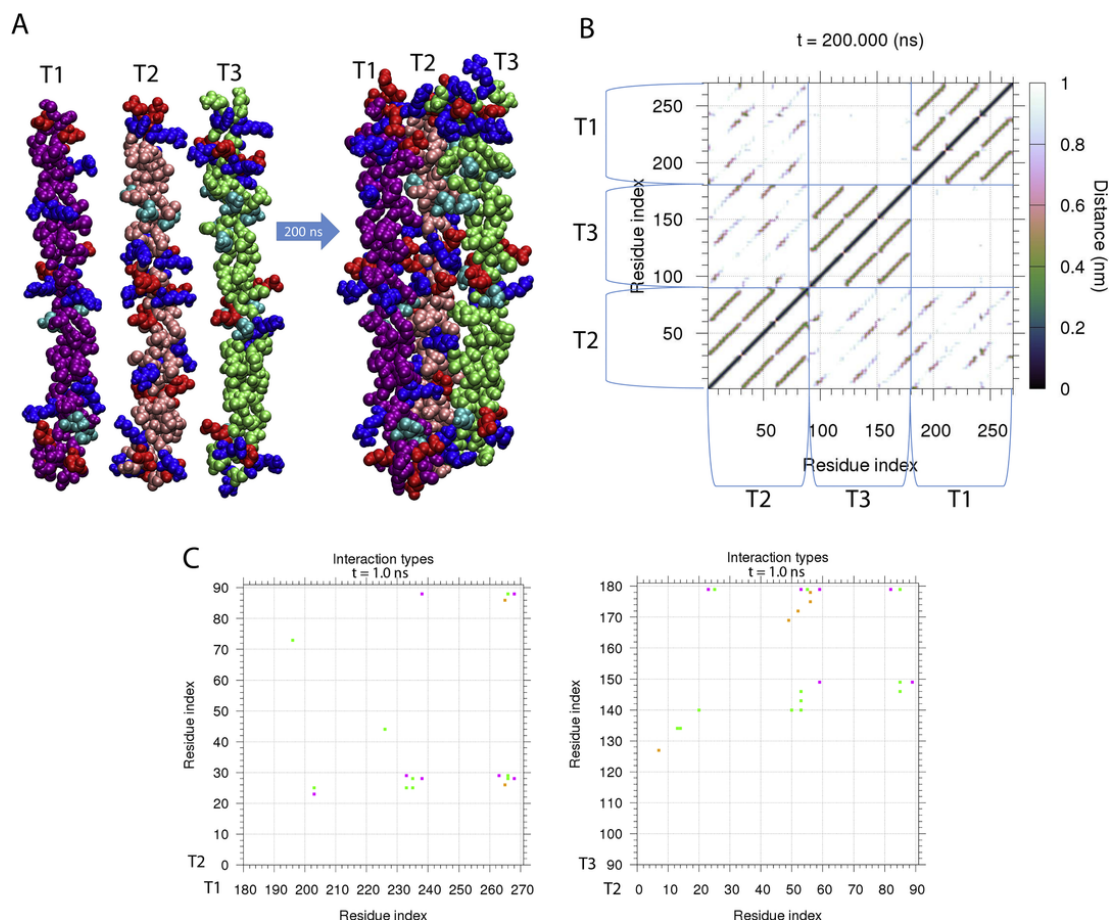 A
T1 T2 T3
T1 T2 T3
200 ns
B
t = 200.000 (ns)
T1
T3
T2
250
200
150
100
50
Residue index
50 100 150 200 250
Residue index
T2 T3 T1
1
0.8
0.6
0.4
0.2
0
Distance (nm)
C
Interaction types
t = 1.0 ns
90
80
70
60
50
40
30
20
10
0
Residue index
T2
T1
180 190 200 210 220 230 240 250 260 270
Residue index
Interaction types
t = 1.0 ns
180
170
160
150
140
130
120
110
100
90
Residue index
T3
T2
0 10 20 30 40 50 60 70 80 90
Residue index